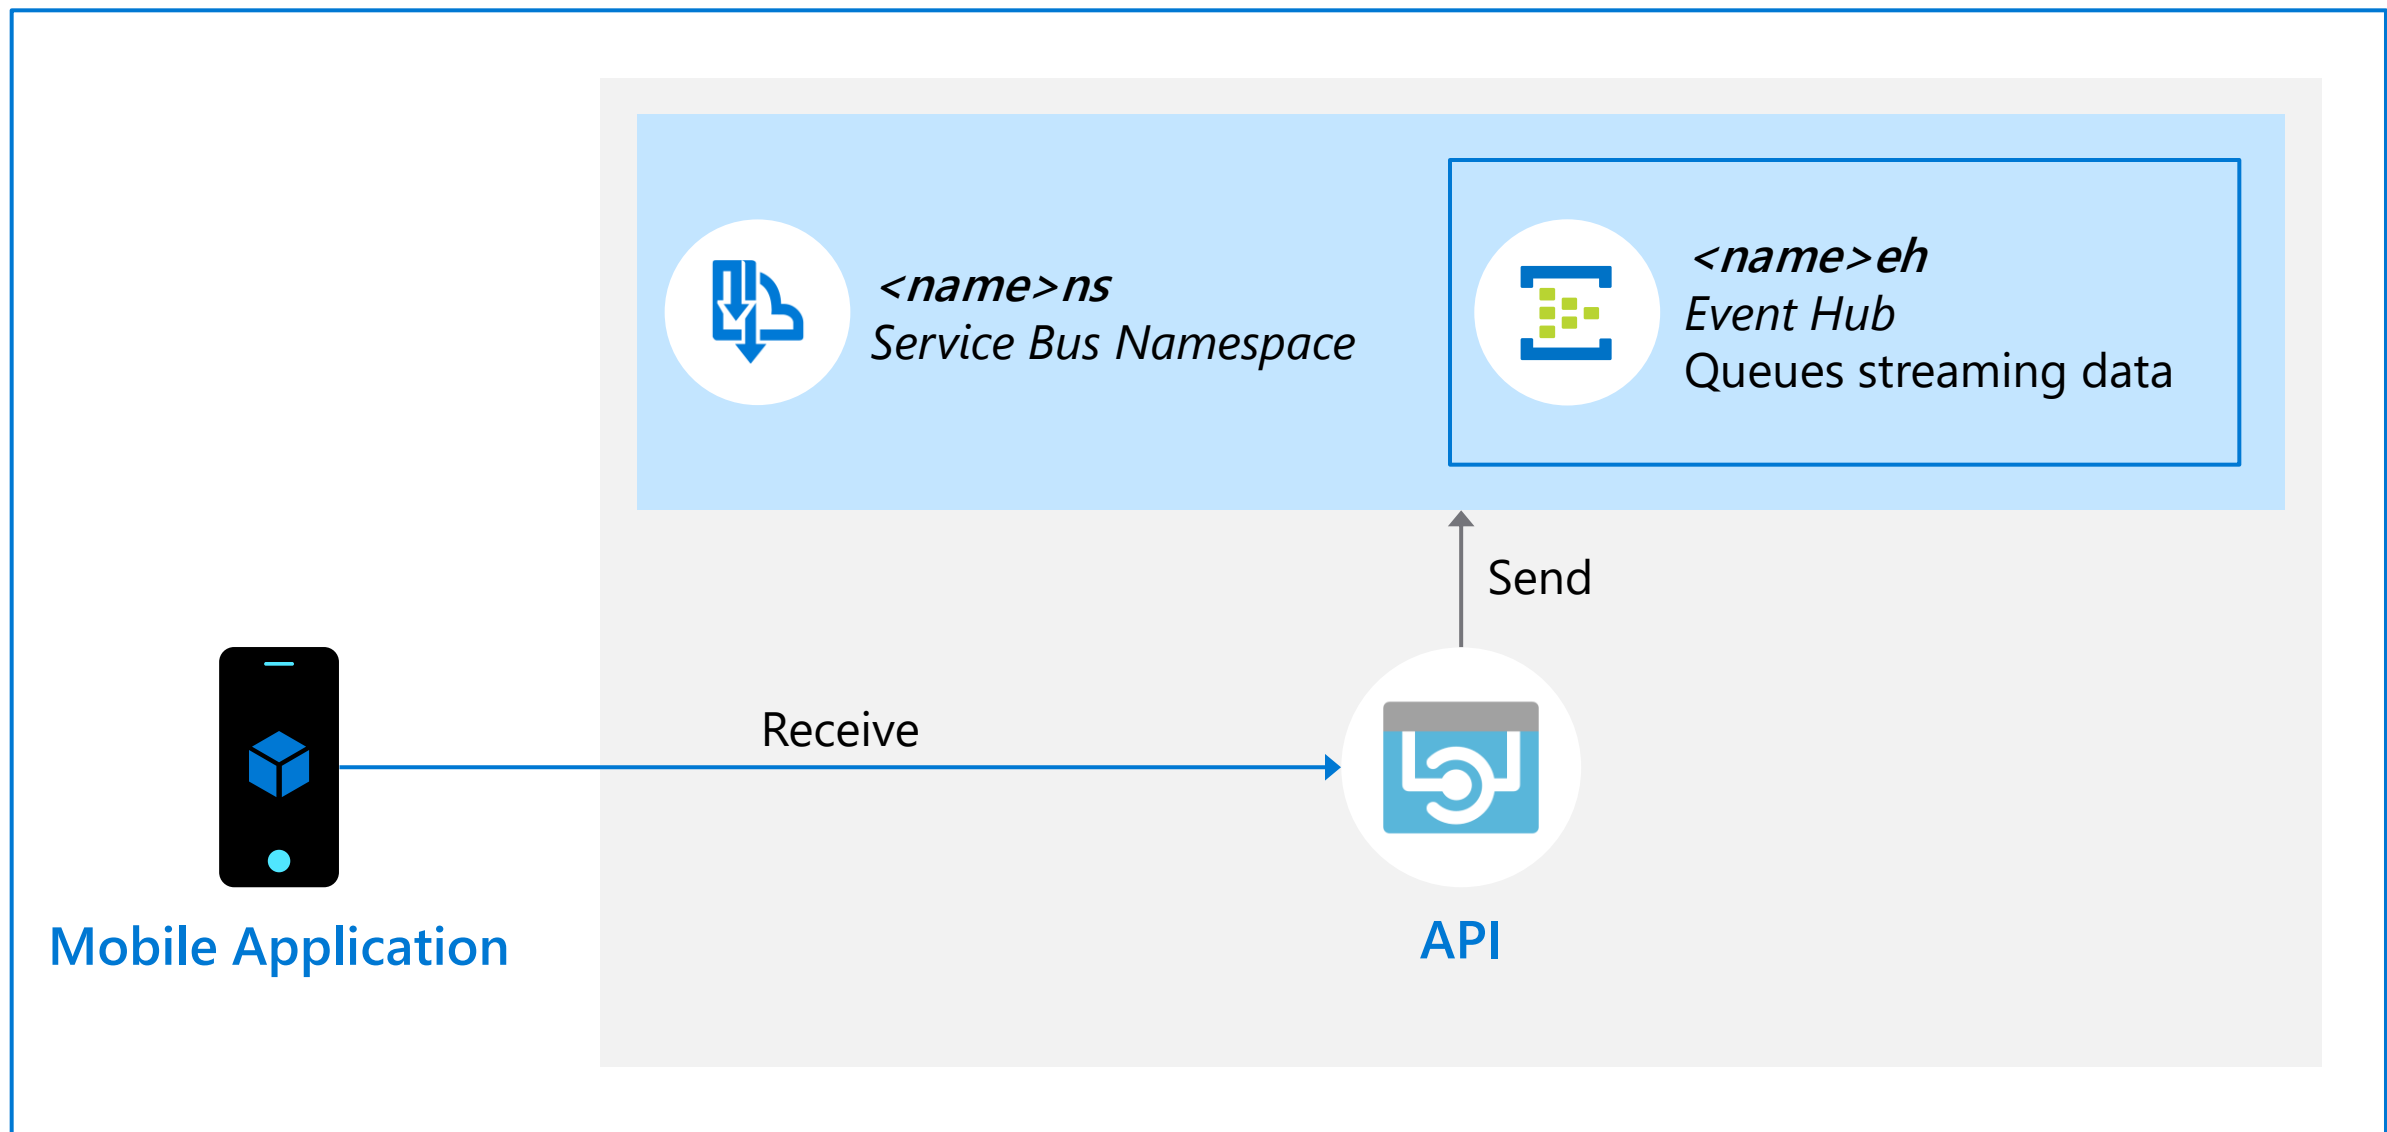 <name>ns
Service Bus Namespace
<name>eh
Event Hub
Queues streaming data
Send
Receive
Mobile Application
API